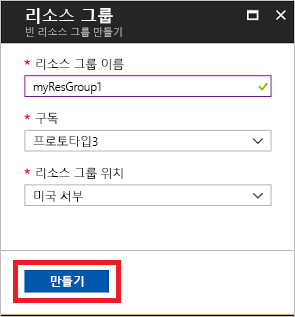 리소스 그룹
빈 리소스 그룹 만들기
* 리소스 그룹 이름
myResGroup1
* 구독
프로토타입3
* 리소스 그룹 위치
미국 서부
만들기